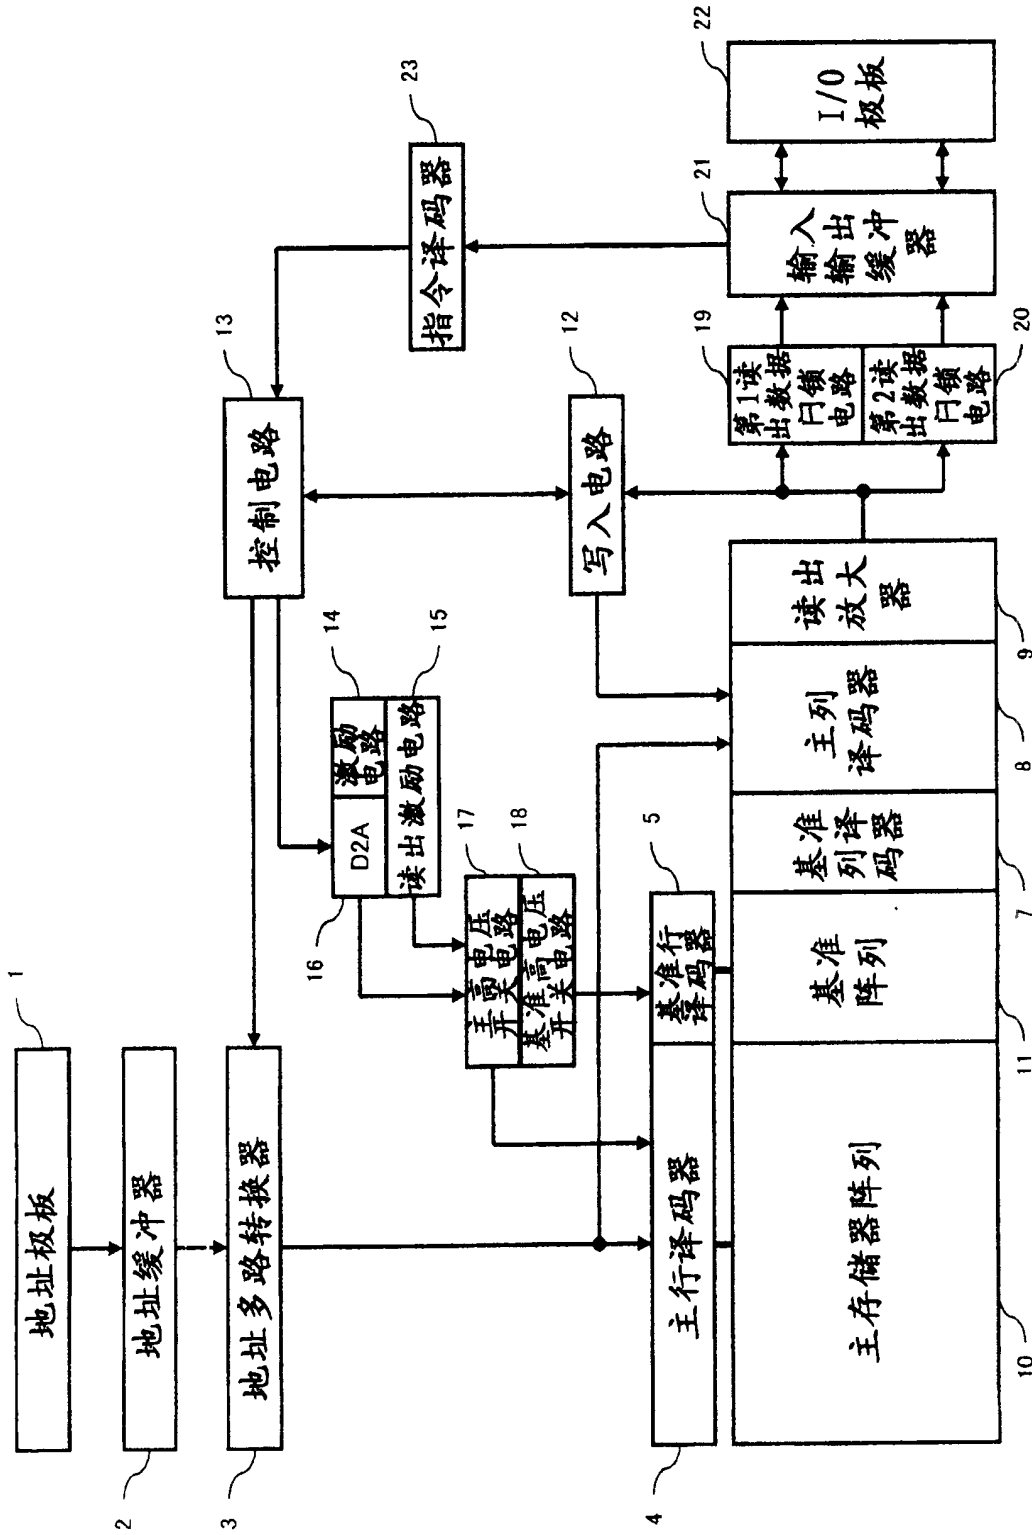 1
地址极板
2
地址缓冲器
3
地址多路转换器
13
控制电路
23
指令译码器
14
激励
电路
15
读出激励电路
16
D2A
17
主高电压
开关电路
18
基准高电压
开关电路
12
写入电路
5
基准行
译码器
4
主行译码器
10
主存储器阵列
11
基准
阵列
7
基准
列译
码器
8
主列
译码器
9
读出
放大
器
19
第1读
出数据
闩锁
电路
20
第2读
出数据
闩锁
电路
21
输入
输出
缓冲
器
22
I/O
极板